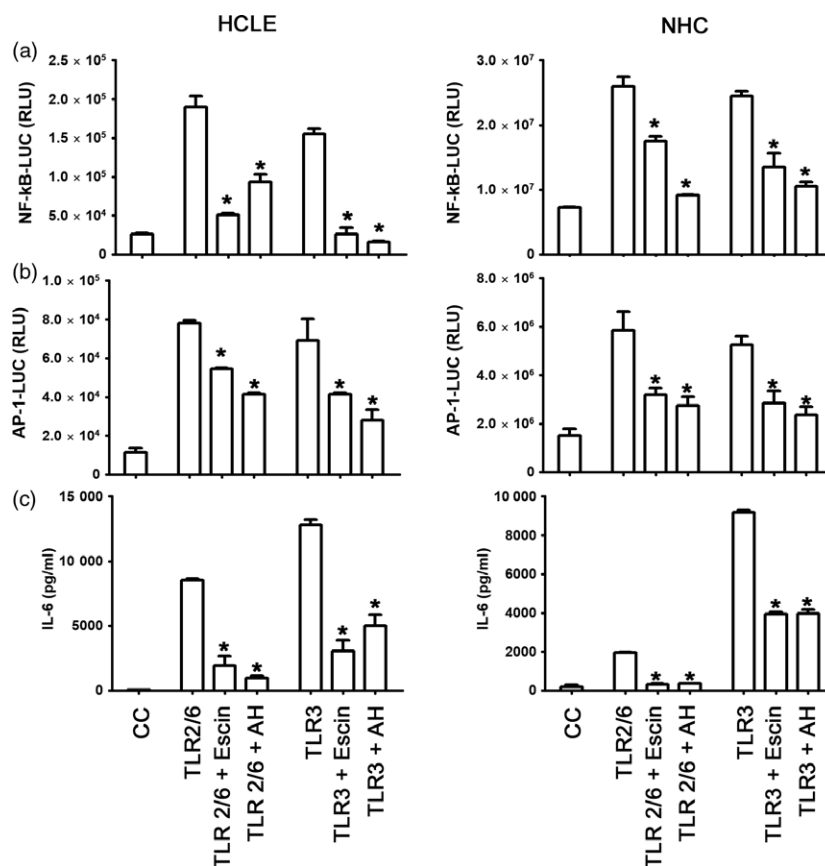 HCLE
NHC
(a)
NF-kB-LUC (RLU)
2.5 × 10⁵
2.0 × 10⁵
1.5 × 10⁵
1.0 × 10⁵
5.0 × 10⁴
0
* * * *
NF-kB-LUC (RLU)
3.0 × 10⁷
2.0 × 10⁷
1.0 × 10⁷
0
* * * *
(b)
AP-1-LUC (RLU)
1.0 × 10⁵
8.0 × 10⁴
6.0 × 10⁴
4.0 × 10⁴
2.0 × 10⁴
0
* * * *
AP-1-LUC (RLU)
8.0 × 10⁶
6.0 × 10⁶
4.0 × 10⁶
2.0 × 10⁶
0
* * * *
(c)
IL-6 (pg/ml)
15 000
10 000
5000
0
* * * *
IL-6 (pg/ml)
10 000
8000
6000
4000
2000
0
* * * *
CC
TLR2/6
TLR 2/6 + Escin
TLR 2/6 + AH
TLR3
TLR3 + Escin
TLR3 + AH
CC
TLR2/6
TLR 2/6 + Escin
TLR 2/6 + AH
TLR3
TLR3 + Escin
TLR3 + AH